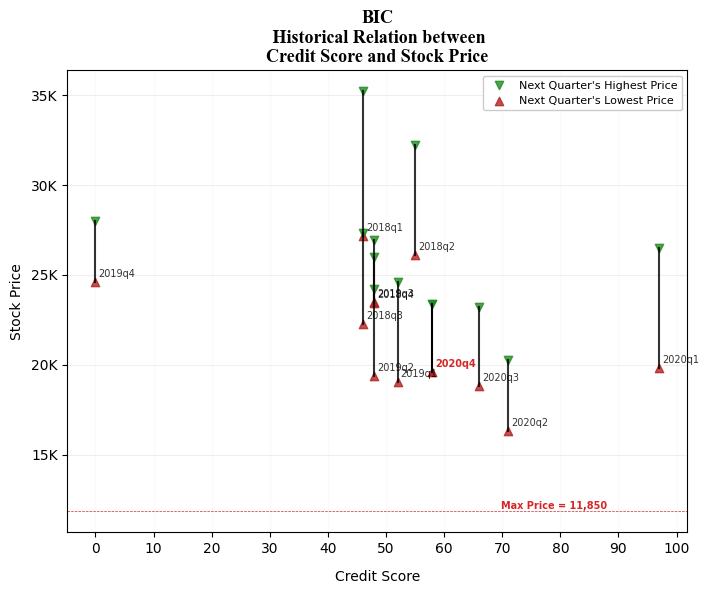 BIC
Historical Relation between
Credit Score and Stock Price
Next Quarter's Highest Price
Next Quarter's Lowest Price
Stock Price
35K
30K
25K
20K
15K
2018q1
2018q2
2019q4
2018q4
2018q3
2019q2
2020q4
2020q3
2020q1
2020q2
Max Price = 11,850
0 10 20 30 40 50 60 70 80 90 100
Credit Score